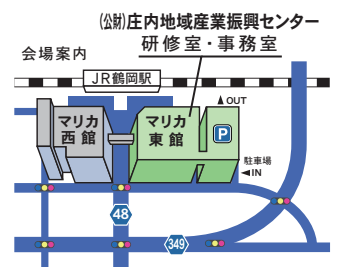 (公財)庄内地域産業振興センター
研修室・事務室
会場案内
JR鶴岡駅
▲OUT
マリカ
西館
マリカ
東館
P
駐車場
◀IN
48
349